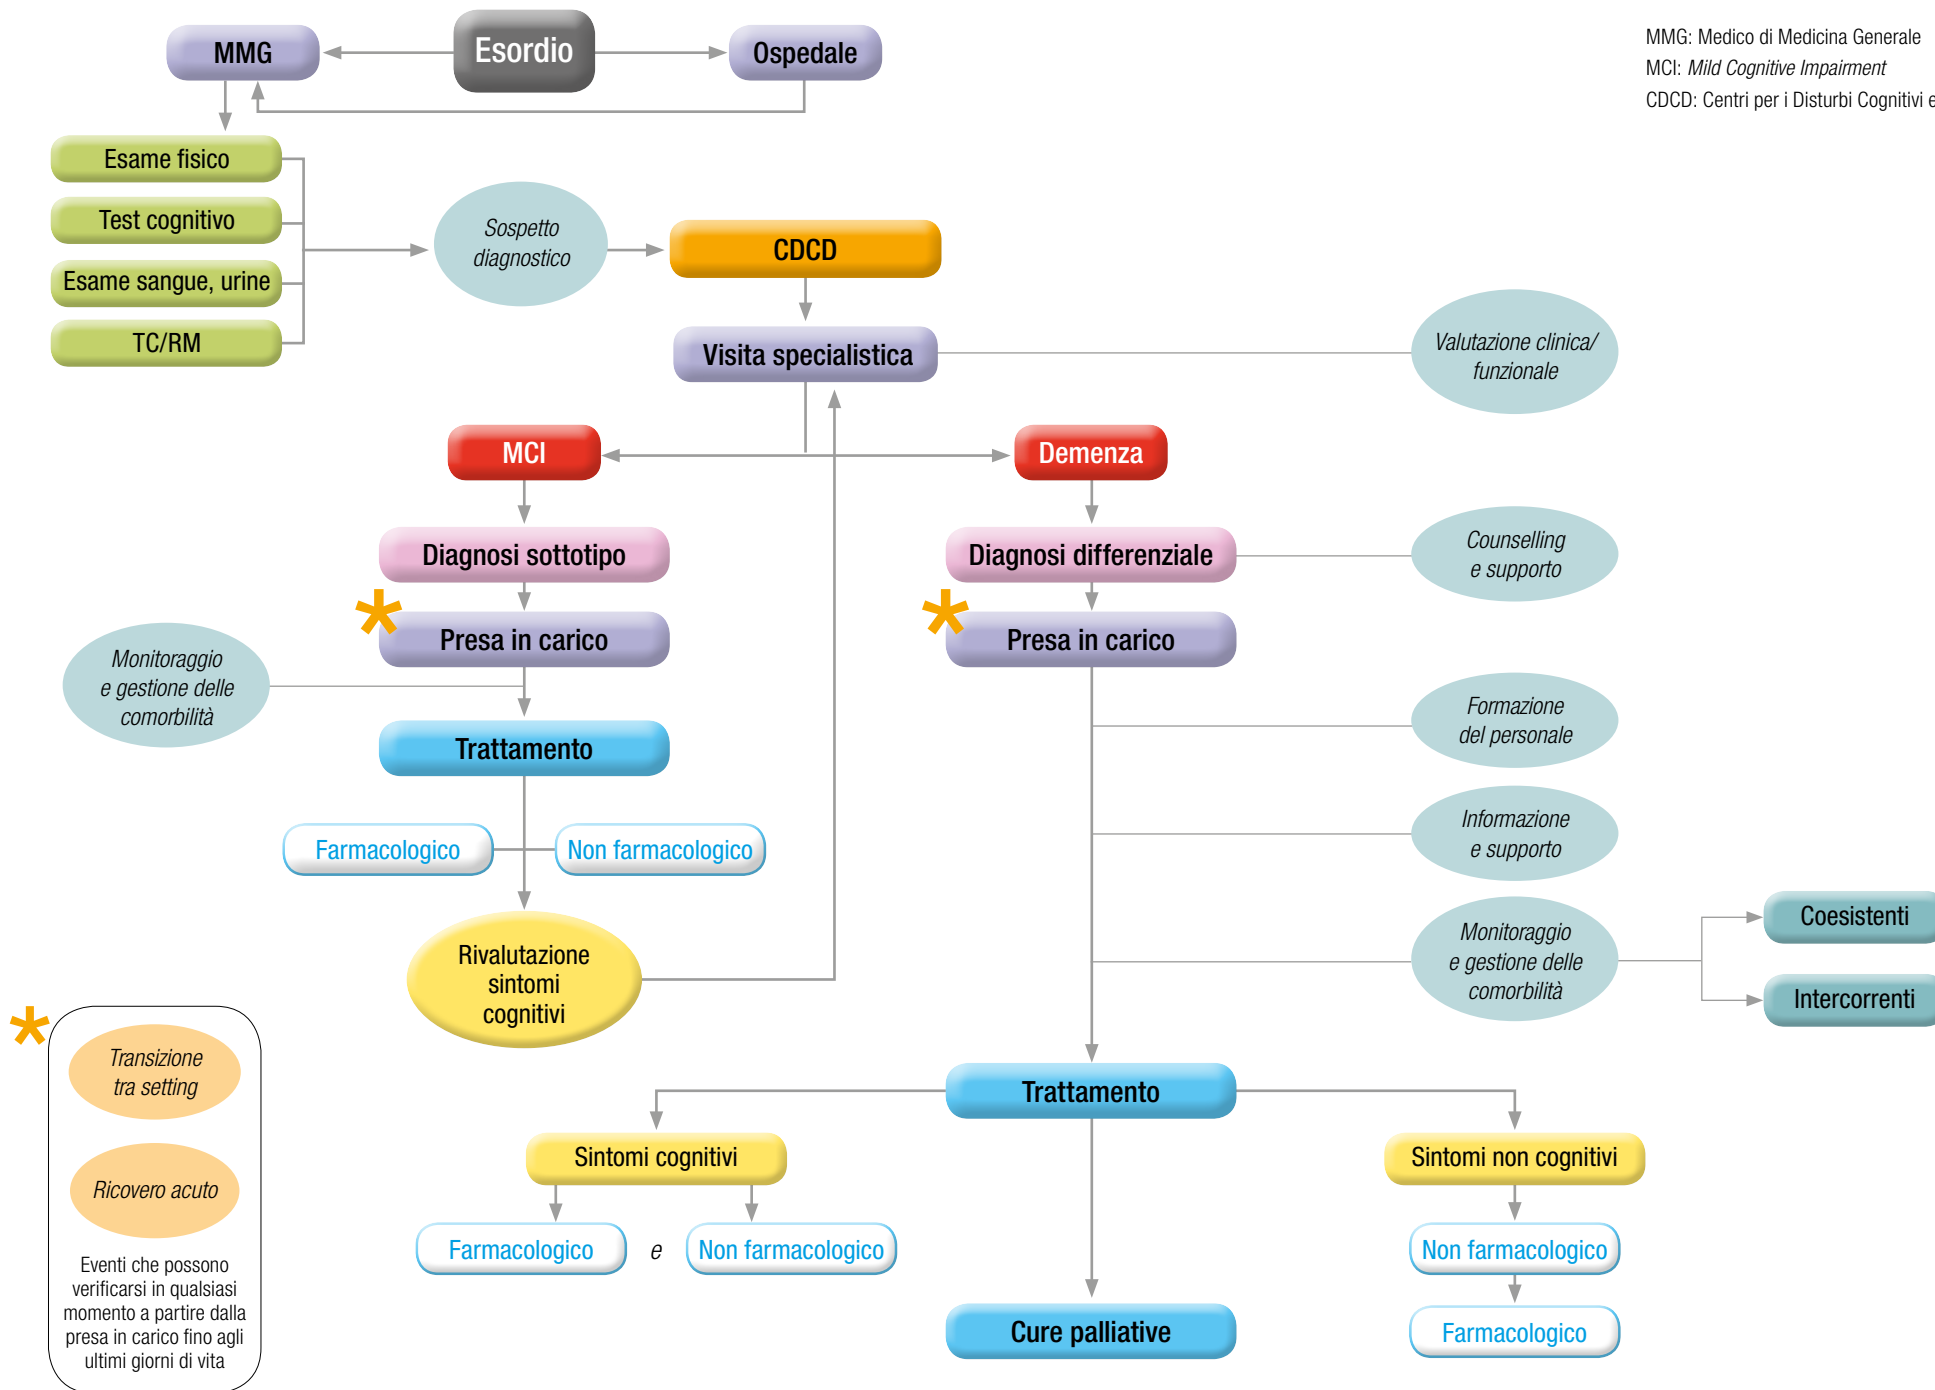 Esordio
MMG
Ospedale
MMG: Medico di Medicina Generale
MCI: Mild Cognitive Impairment
CDCD: Centri per i Disturbi Cognitivi e
Esame fisico
Test cognitivo
Esame sangue, urine
TC/RM
Sospetto
diagnostico
CDCD
Visita specialistica
Valutazione clinica/
funzionale
MCI
Demenza
Diagnosi sottotipo
Diagnosi differenziale
Counselling
e supporto
*
Presa in carico
*
Presa in carico
Monitoraggio
e gestione delle
comorbilità
Formazione
del personale
Trattamento
Informazione
e supporto
Farmacologico
Non farmacologico
Rivalutazione
sintomi
cognitivi
Monitoraggio
e gestione delle
comorbilità
Coesistenti
Intercorrenti
Trattamento
Sintomi cognitivi
Sintomi non cognitivi
Farmacologico
e
Non farmacologico
Non farmacologico
Cure palliative
Farmacologico
*
Transizione
tra setting
Ricovero acuto
Eventi che possono
verificarsi in qualsiasi
momento a partire dalla
presa in carico fino agli
ultimi giorni di vita